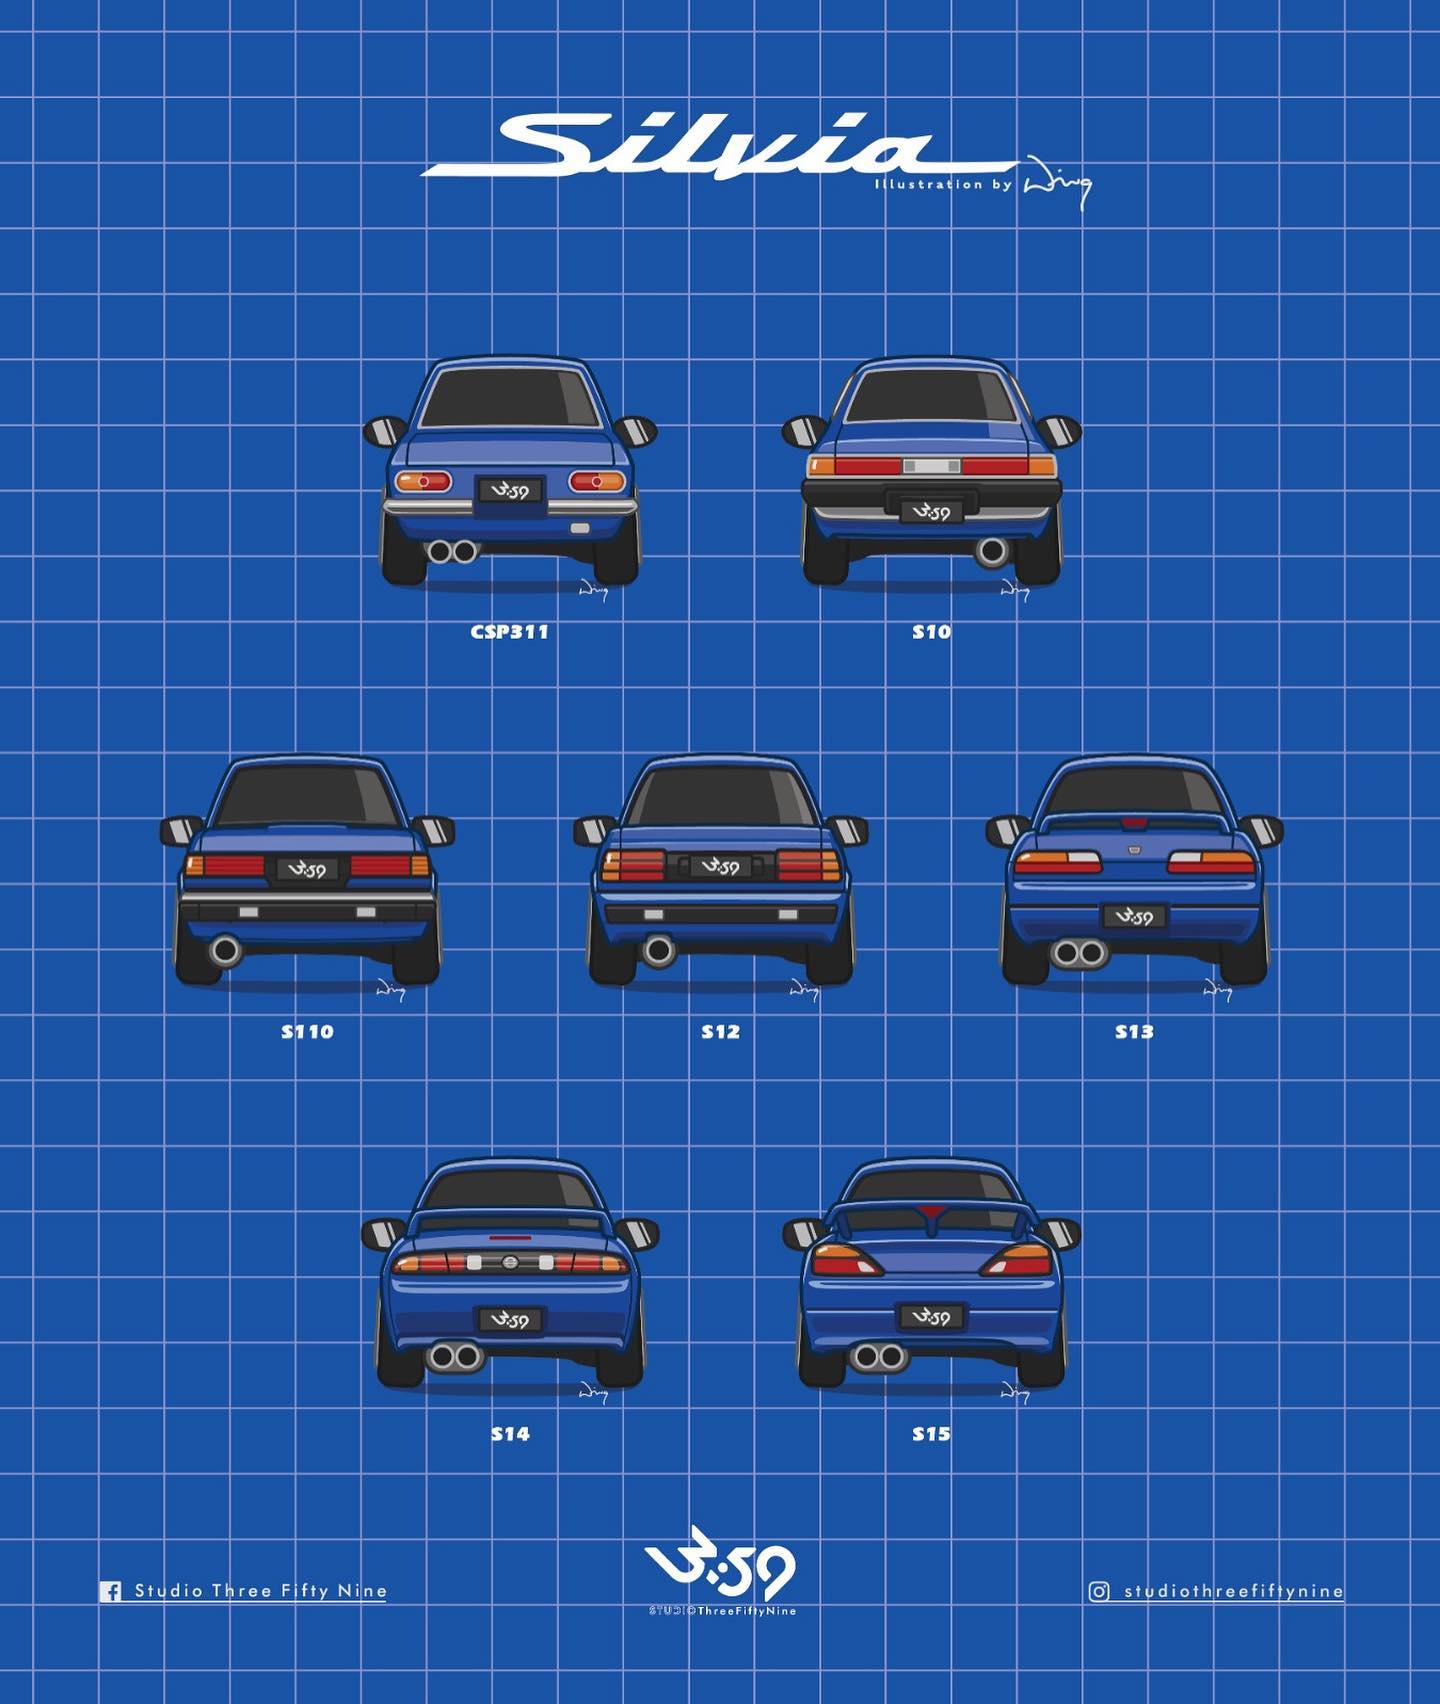 Silvia
Illustration by Wing
3:59
3:59
Wing
Wing
CSP311
S10
3:59
3:59
3:59
Wing
Wing
Wing
S110
S12
S13
3:59
3:59
Wing
Wing
S14
S15
3:59
STUDIOThreeFiftyNine
Studio Three Fifty Nine
studiothreefiftynine